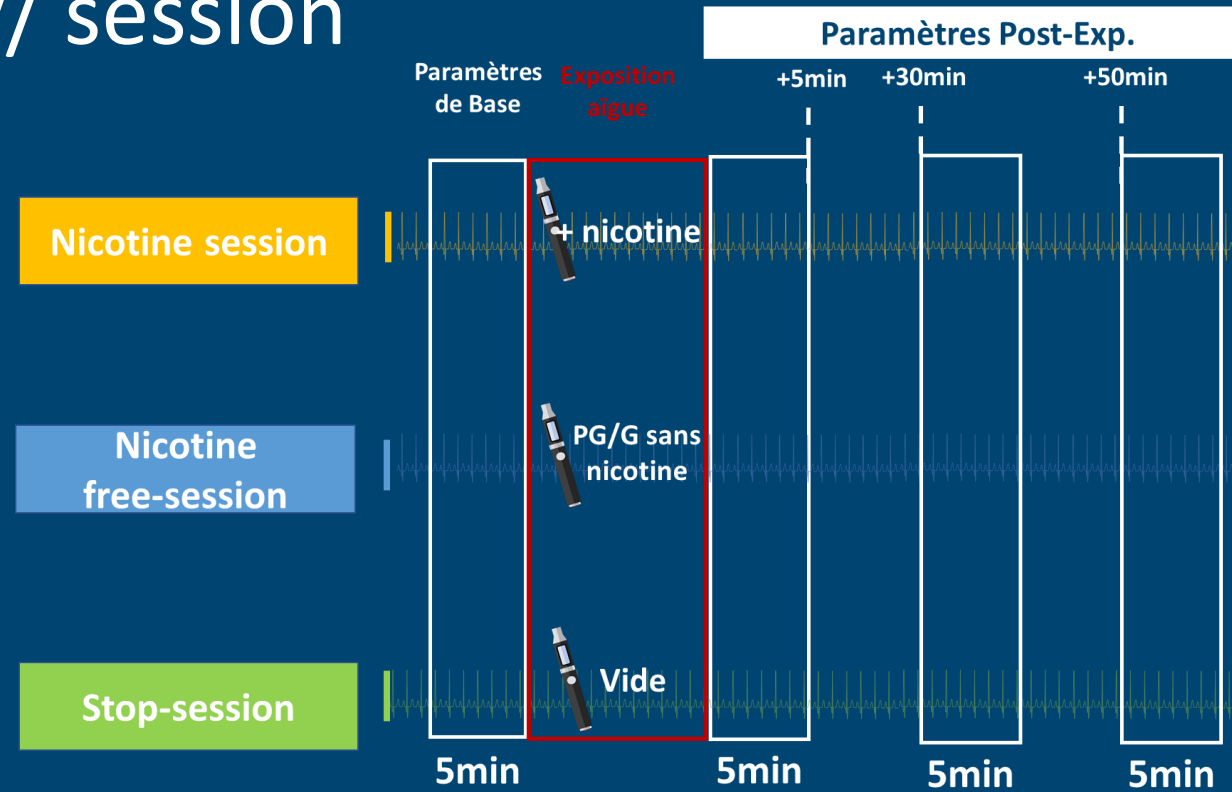 // session
Paramètres Post-Exp.
Paramètres
de Base
Exposition
aïgue
+5min
+30min
+50min
Nicotine session
+ nicotine
Nicotine
free-session
PG/G sans
nicotine
Stop-session
Vide
5min
5min
5min
5min